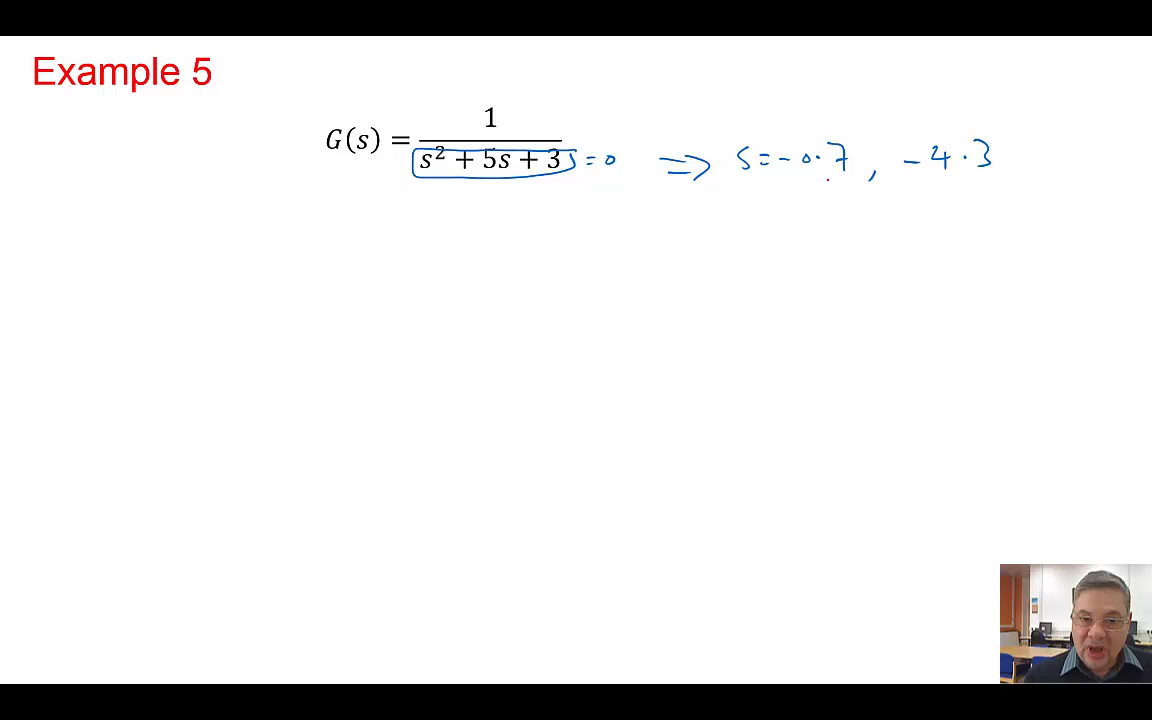 Example 5
G(s) = 1 / (s² + 5s + 3) = 0 ⇒ s = -0.7, -4.3